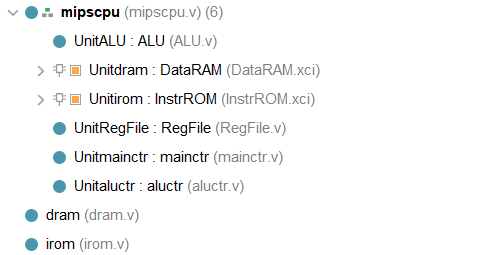 mipscpu (mipscpu.v) (6)
UnitALU : ALU (ALU.v)
Unitdram : DataRAM (DataRAM.xci)
Unitirom : InstrROM (InstrROM.xci)
UnitRegFile : RegFile (RegFile.v)
Unitmainctr : mainctr (mainctr.v)
Unitaluctr : aluctr (aluctr.v)
dram (dram.v)
irom (irom.v)